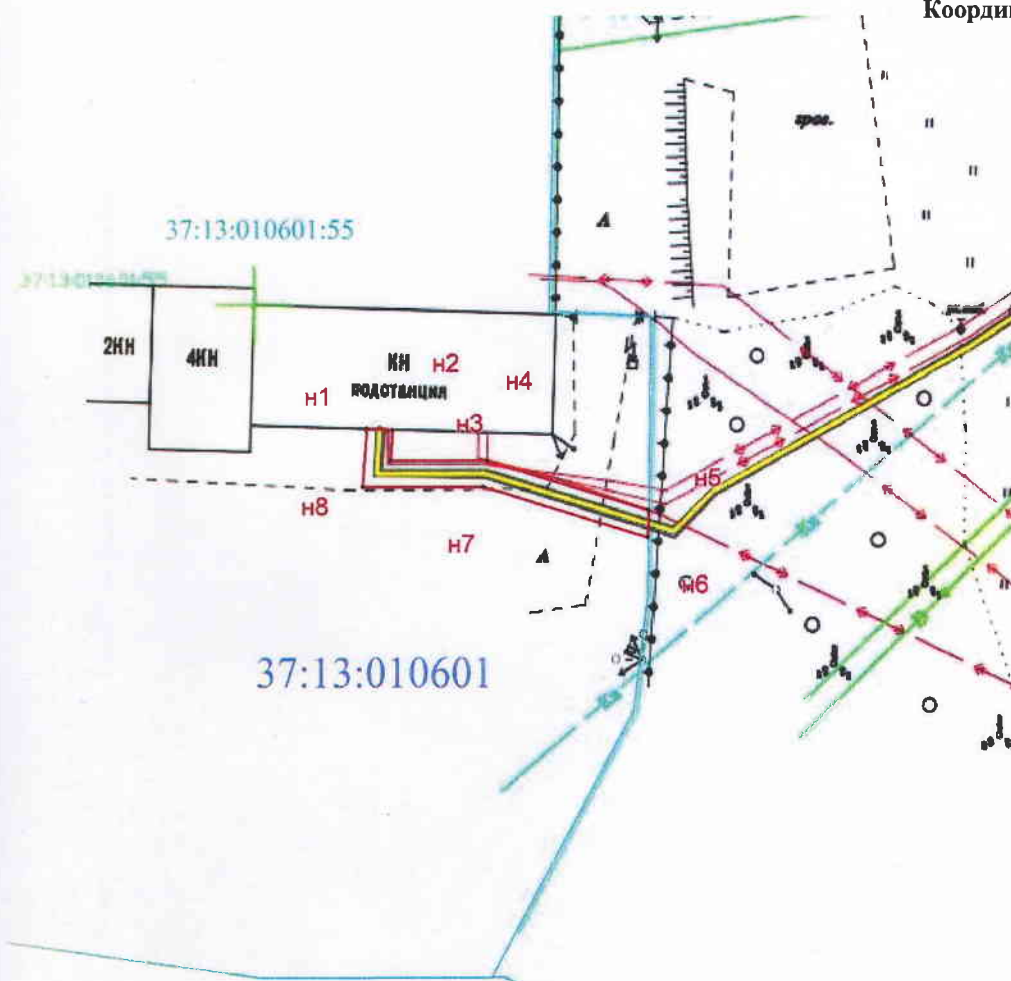 Коорди
грав.
А
37:13:010601:55
2КН
4КН
КН
подстанция
н2
н4
н1
н3
н5
н8
н7
А
н6
37:13:010601